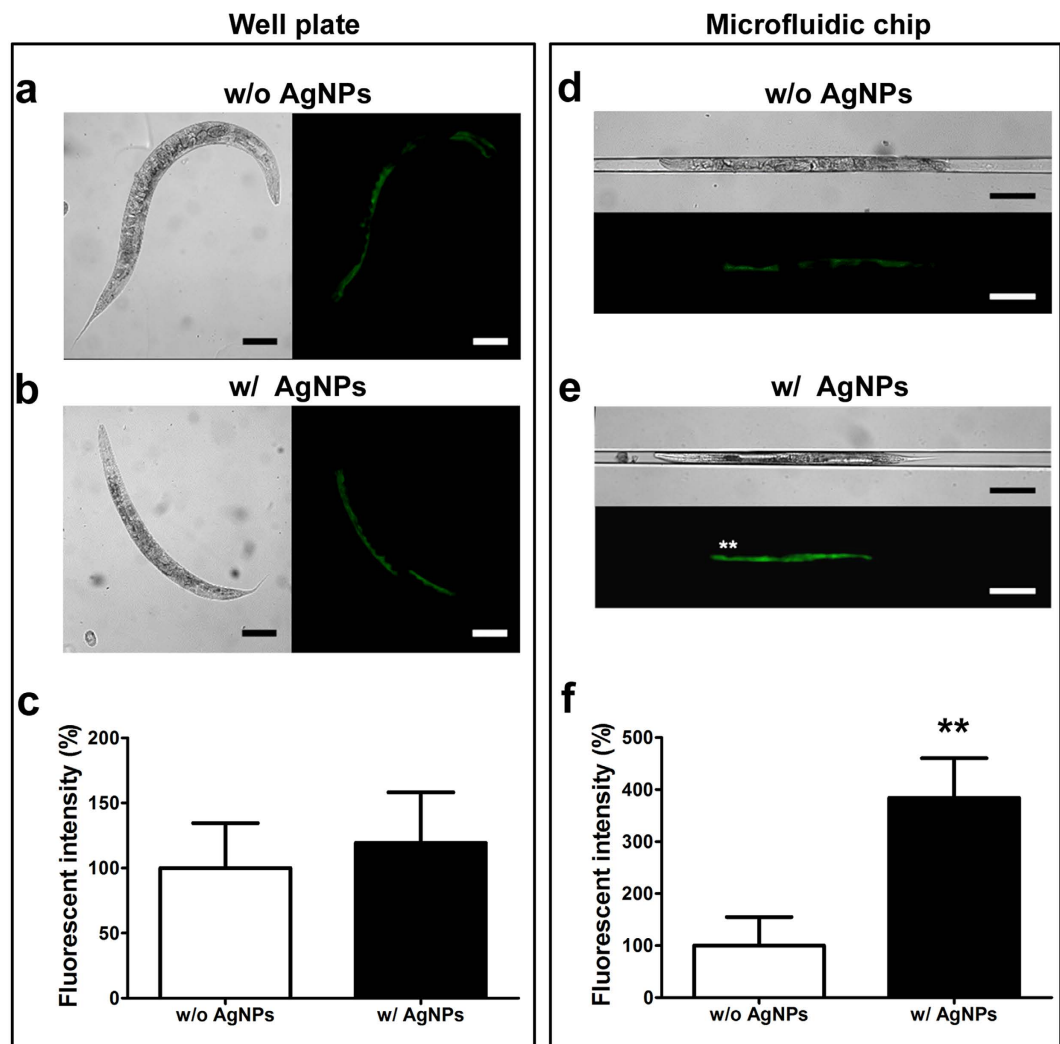 Well plate
a
w/o AgNPs
b
w/ AgNPs
c
Fluorescent intensity (%)
200
150
100
50
0
w/o AgNPs
w/ AgNPs
Microfluidic chip
d
w/o AgNPs
e
w/ AgNPs
**
f
Fluorescent intensity (%)
500
400
300
200
100
0
**
w/o AgNPs
w/ AgNPs